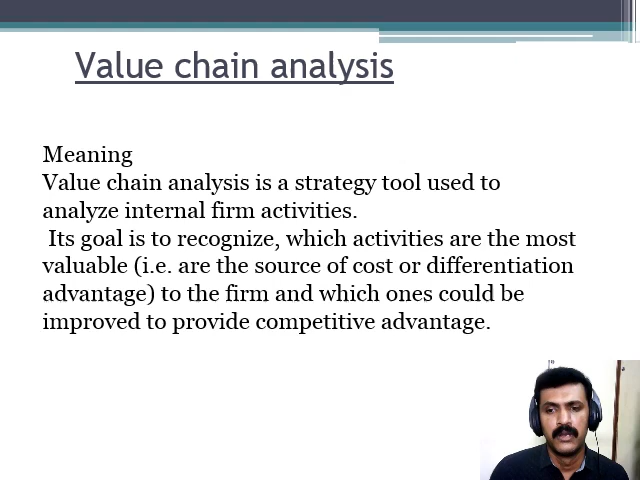 Value chain analysis
Meaning
Value chain analysis is a strategy tool used to
analyze internal firm activities.
Its goal is to recognize, which activities are the most
valuable (i.e. are the source of cost or differentiation
advantage) to the firm and which ones could be
improved to provide competitive advantage.